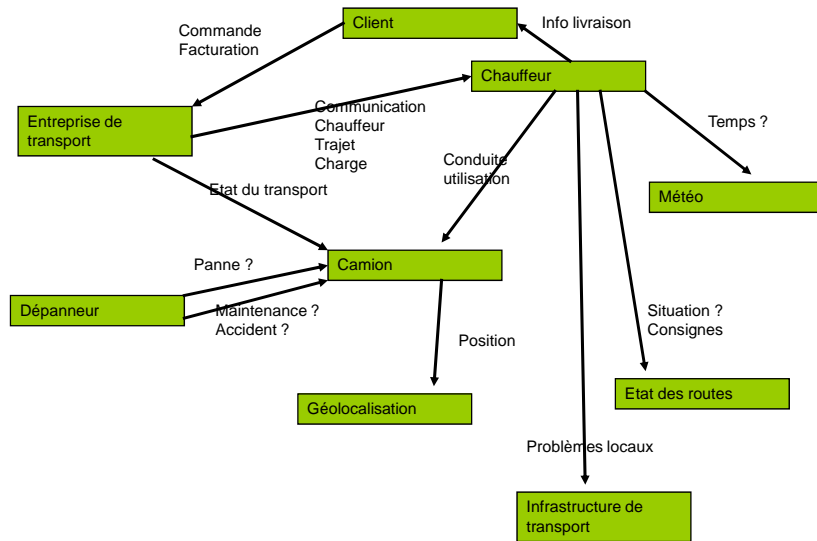 Client
Info livraison
Commande
Facturation
Chauffeur
Entreprise de
transport
Communication
Chauffeur
Trajet
Charge
Temps ?
Conduite
utilisation
Etat du transport
Météo
Panne ?
Camion
Dépanneur
Maintenance ?
Accident ?
Situation ?
Consignes
Position
Géolocalisation
Etat des routes
Problèmes locaux
Infrastructure de
transport